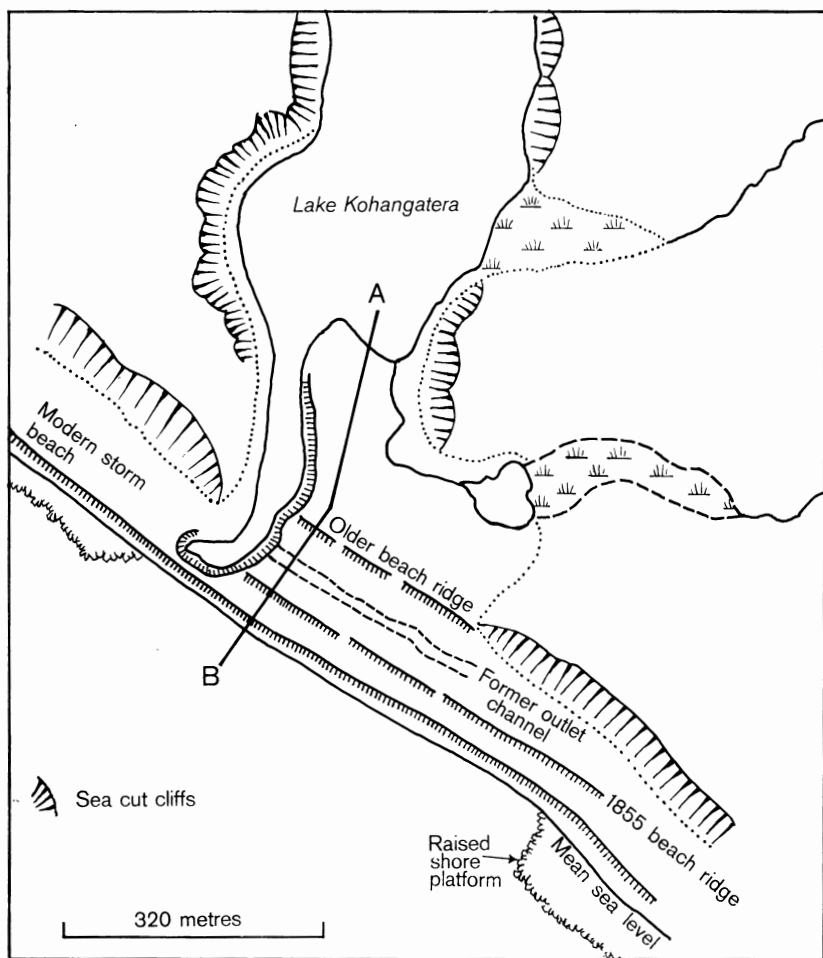 Lake Kohangatera
A
Modern storm
beach
Older beach ridge
B
Former outlet
channel
1855 beach ridge
Sea cut cliffs
Raised
shore
platform
Mean sea level
320 metres